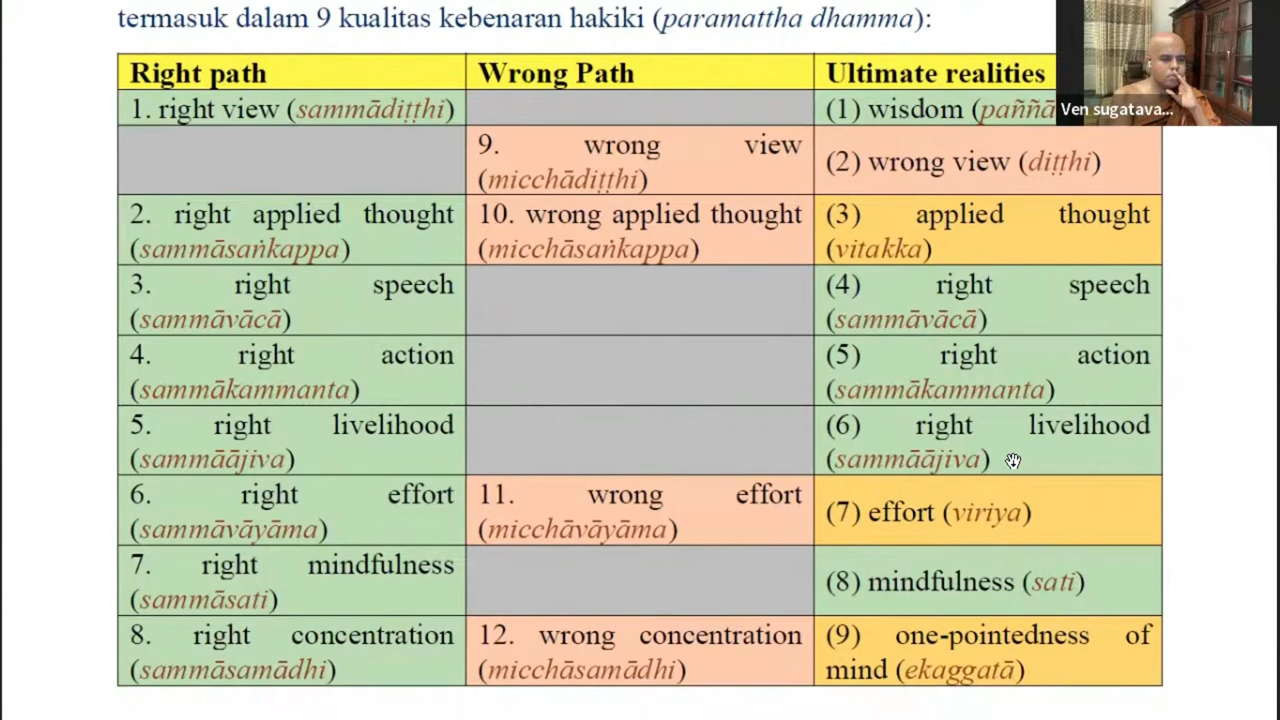 termasuk dalam 9 kualitas kebenaran hakiki (paramattha dhamma):
Right path
Wrong Path
Ultimate realities
1. right view (sammādiṭṭhi)
(1) wisdom (paññā
Ven sugatava...
9. wrong view
(micchādiṭṭhi)
(2) wrong view (diṭṭhi)
2. right applied thought
(sammāsaṅkappa)
10. wrong applied thought
(micchāsaṅkappa)
(3) applied thought
(vitakka)
3. right speech
(sammāvācā)
(4) right speech
(sammāvācā)
4. right action
(sammākammanta)
(5) right action
(sammākammanta)
5. right livelihood
(sammāājiva)
(6) right livelihood
(sammāājiva)
6. right effort
(sammāvāyāma)
11. wrong effort
(micchāvāyāma)
(7) effort (viriya)
7. right mindfulness
(sammāsati)
(8) mindfulness (sati)
8. right concentration
(sammāsamādhi)
12. wrong concentration
(micchāsamādhi)
(9) one-pointedness of
mind (ekaggatā)